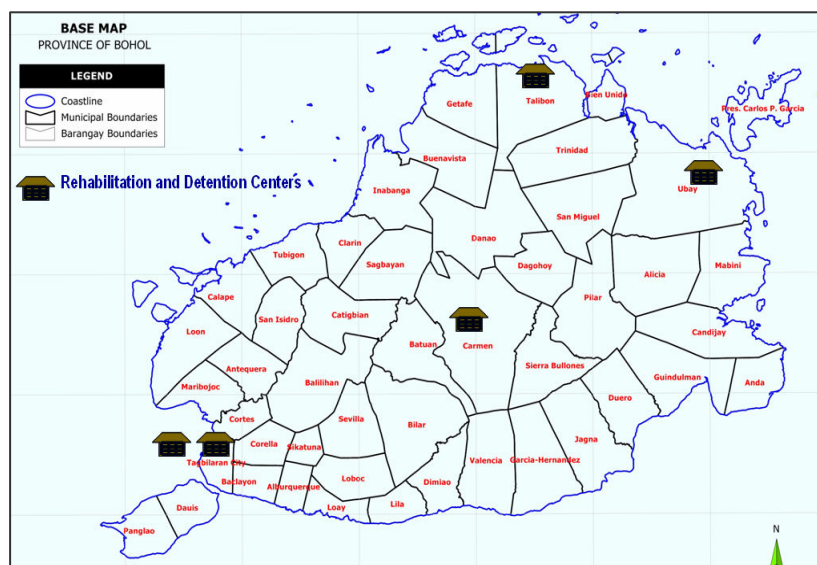 BASE MAP
PROVINCE OF BOHOL
LEGEND
Coastline
Municipal Boundaries
Barangay Boundaries
Rehabilitation and Detention Centers
Getafe
Talibon
Bien Unido
Pres. Carlos P. Garcia
Buenavista
Trinidad
Inabanga
Ubay
San Miguel
Danao
Clarin
Tubigon
Sagbayan
Dagohoy
Alicia
Mabini
Calape
Pilar
San Isidro
Catigbian
Loon
Batuan
Carmen
Candijay
Antequera
Sierra Bullones
Maribojoc
Balilihan
Guindulman
Anda
Duero
Cortes
Sevilla
Bilar
Corella
Sikatuna
Jagna
Tagbilaran City
Valencia
Garcia-Hernandez
Loboc
Baclayon
Alburquerque
Dimiao
Lila
Loay
Dauis
Panglao
N